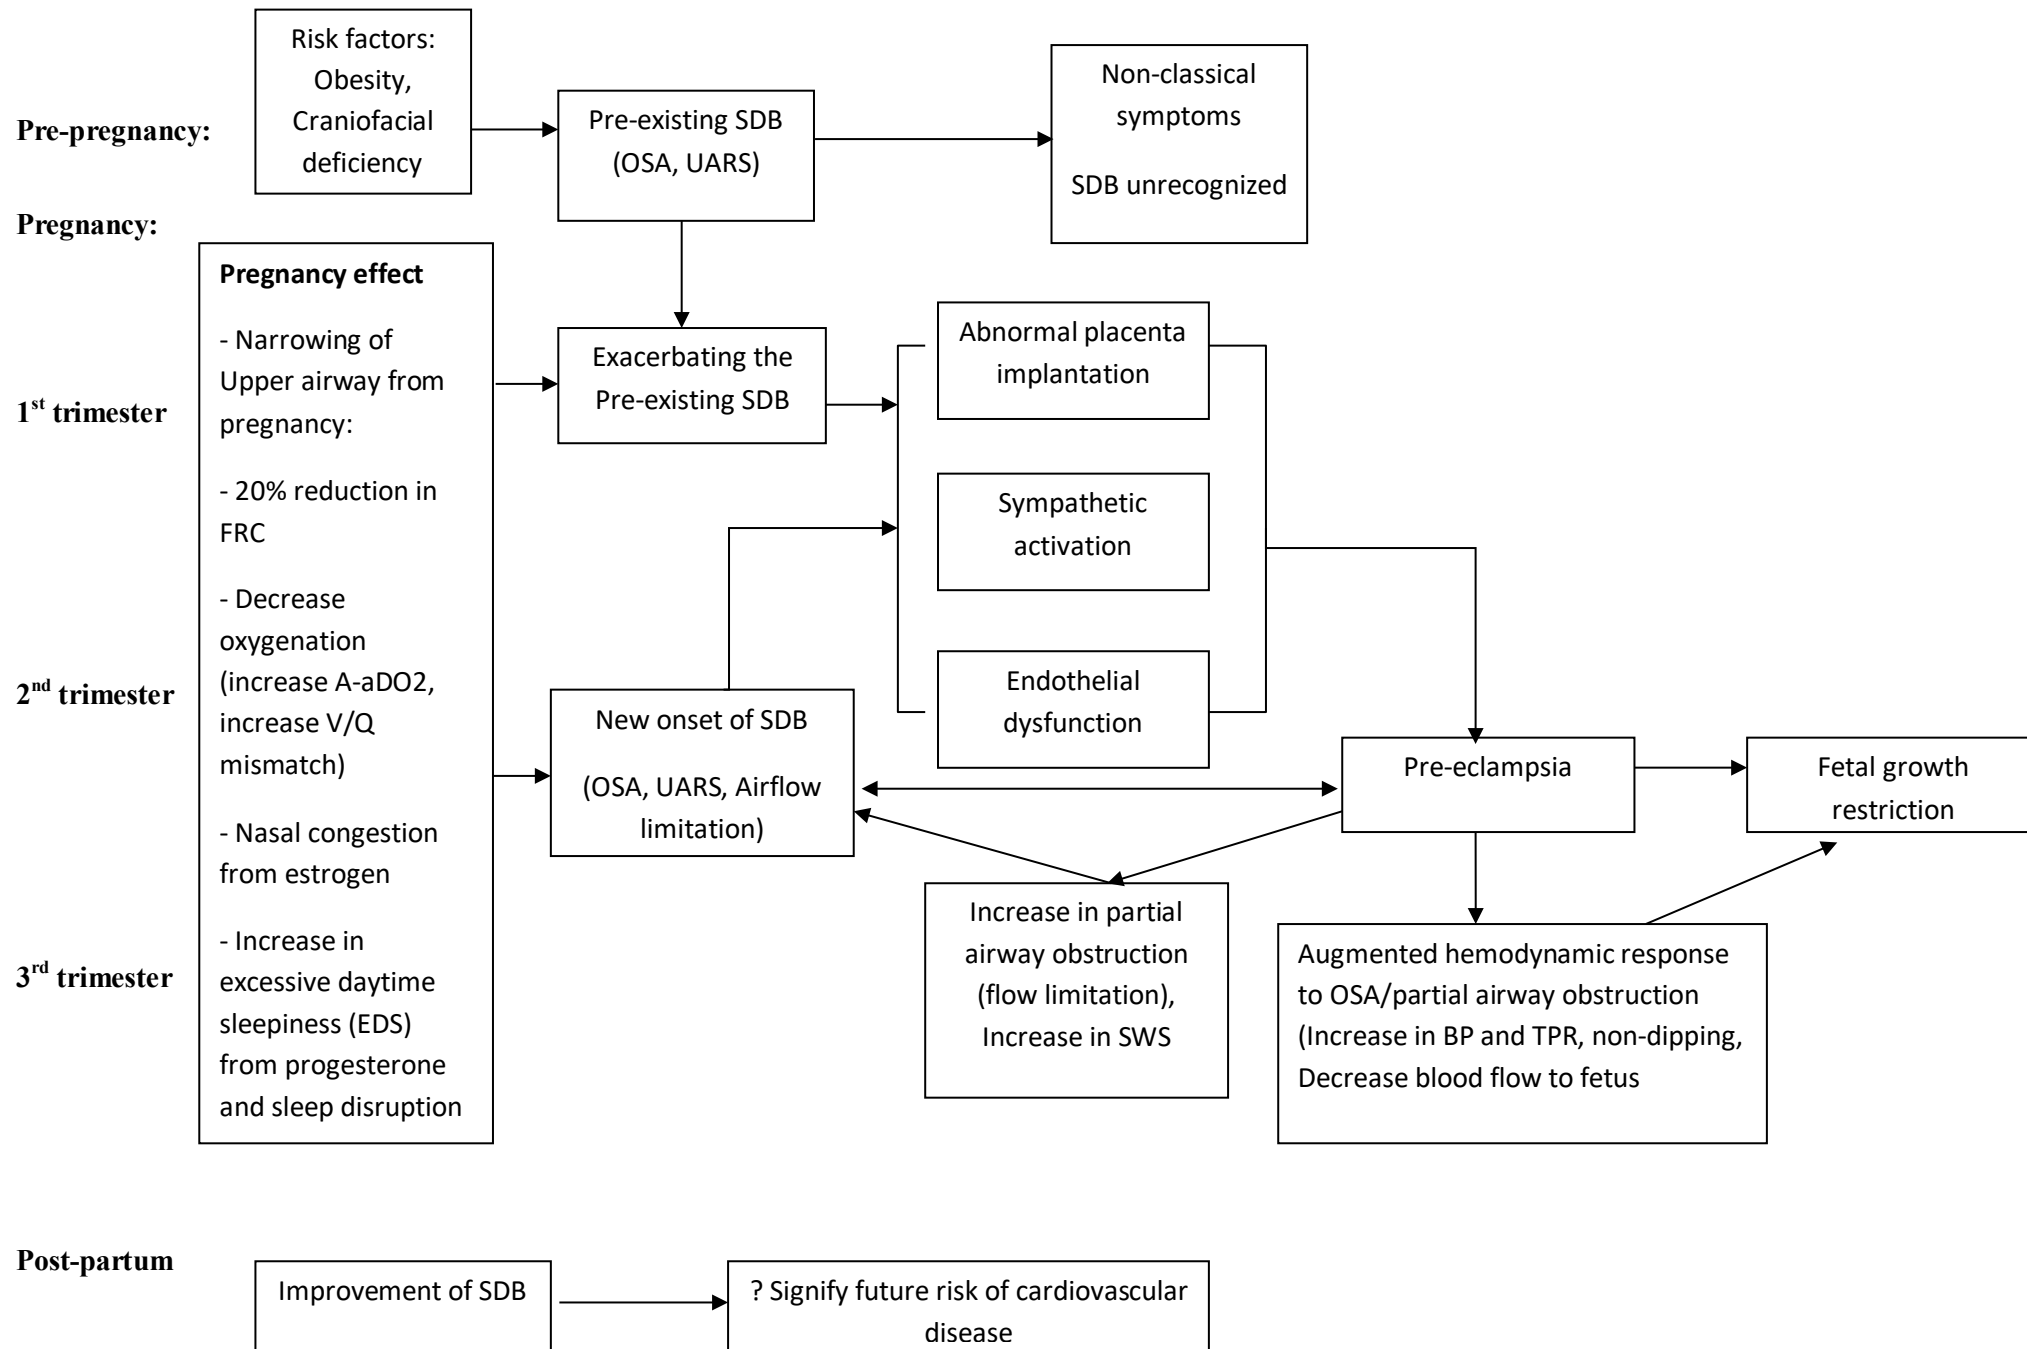 Pre-pregnancy:
Risk factors:
Obesity,
Craniofacial
deficiency
Pre-existing SDB
(OSA, UARS)
Non-classical
symptoms
SDB unrecognized
Pregnancy:
Pregnancy effect
- Narrowing of
Upper airway from
pregnancy:
- 20% reduction in
FRC
- Decrease
oxygenation
(increase A-aDO2,
increase V/Q
mismatch)
- Nasal congestion
from estrogen
- Increase in
excessive daytime
sleepiness (EDS)
from progesterone
and sleep disruption
1st trimester
Exacerbating the
Pre-existing SDB
Abnormal placenta
implantation
Sympathetic
activation
Endothelial
dysfunction
2nd trimester
New onset of SDB
(OSA, UARS, Airflow
limitation)
Pre-eclampsia
Fetal growth
restriction
3rd trimester
Increase in partial
airway obstruction
(flow limitation),
Increase in SWS
Augmented hemodynamic response
to OSA/partial airway obstruction
(Increase in BP and TPR, non-dipping,
Decrease blood flow to fetus
Post-partum
Improvement of SDB
? Signify future risk of cardiovascular
disease